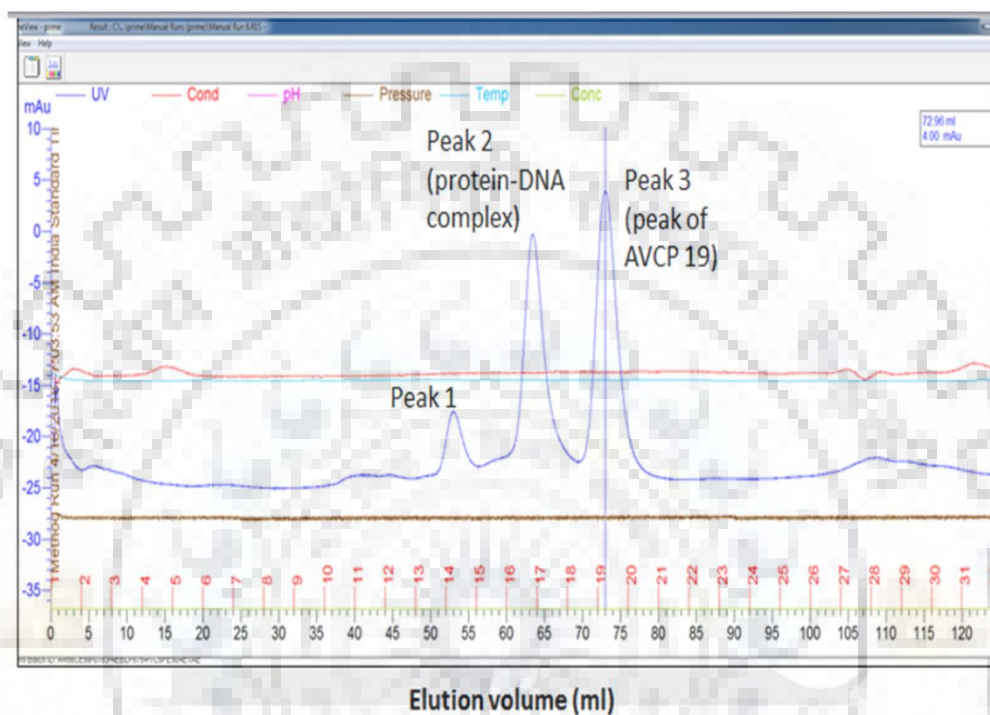 Result: C:\...\prime\Manual Runs (prime)\Manual Run 6.RES -
View Help
UV Cond pH Pressure Temp Conc
mAu
72.96 ml
4.00 mAu
Peak 2
(protein-DNA
complex)
Peak 3
(peak of
AVCP 19)
Peak 1
10
5
0
-5
-10
-15
-20
-25
-30
-35
AM India Standard Ti
1 2 3 4 5 6 7 8 9 10 11 12 13 14 15 16 17 18 19 20 21 22 23 24 25 26 27 28 29 30 31
0 5 10 15 20 25 30 35 40 45 50 55 60 65 70 75 80 85 90 95 100 105 110 115 120
Elution volume (ml)